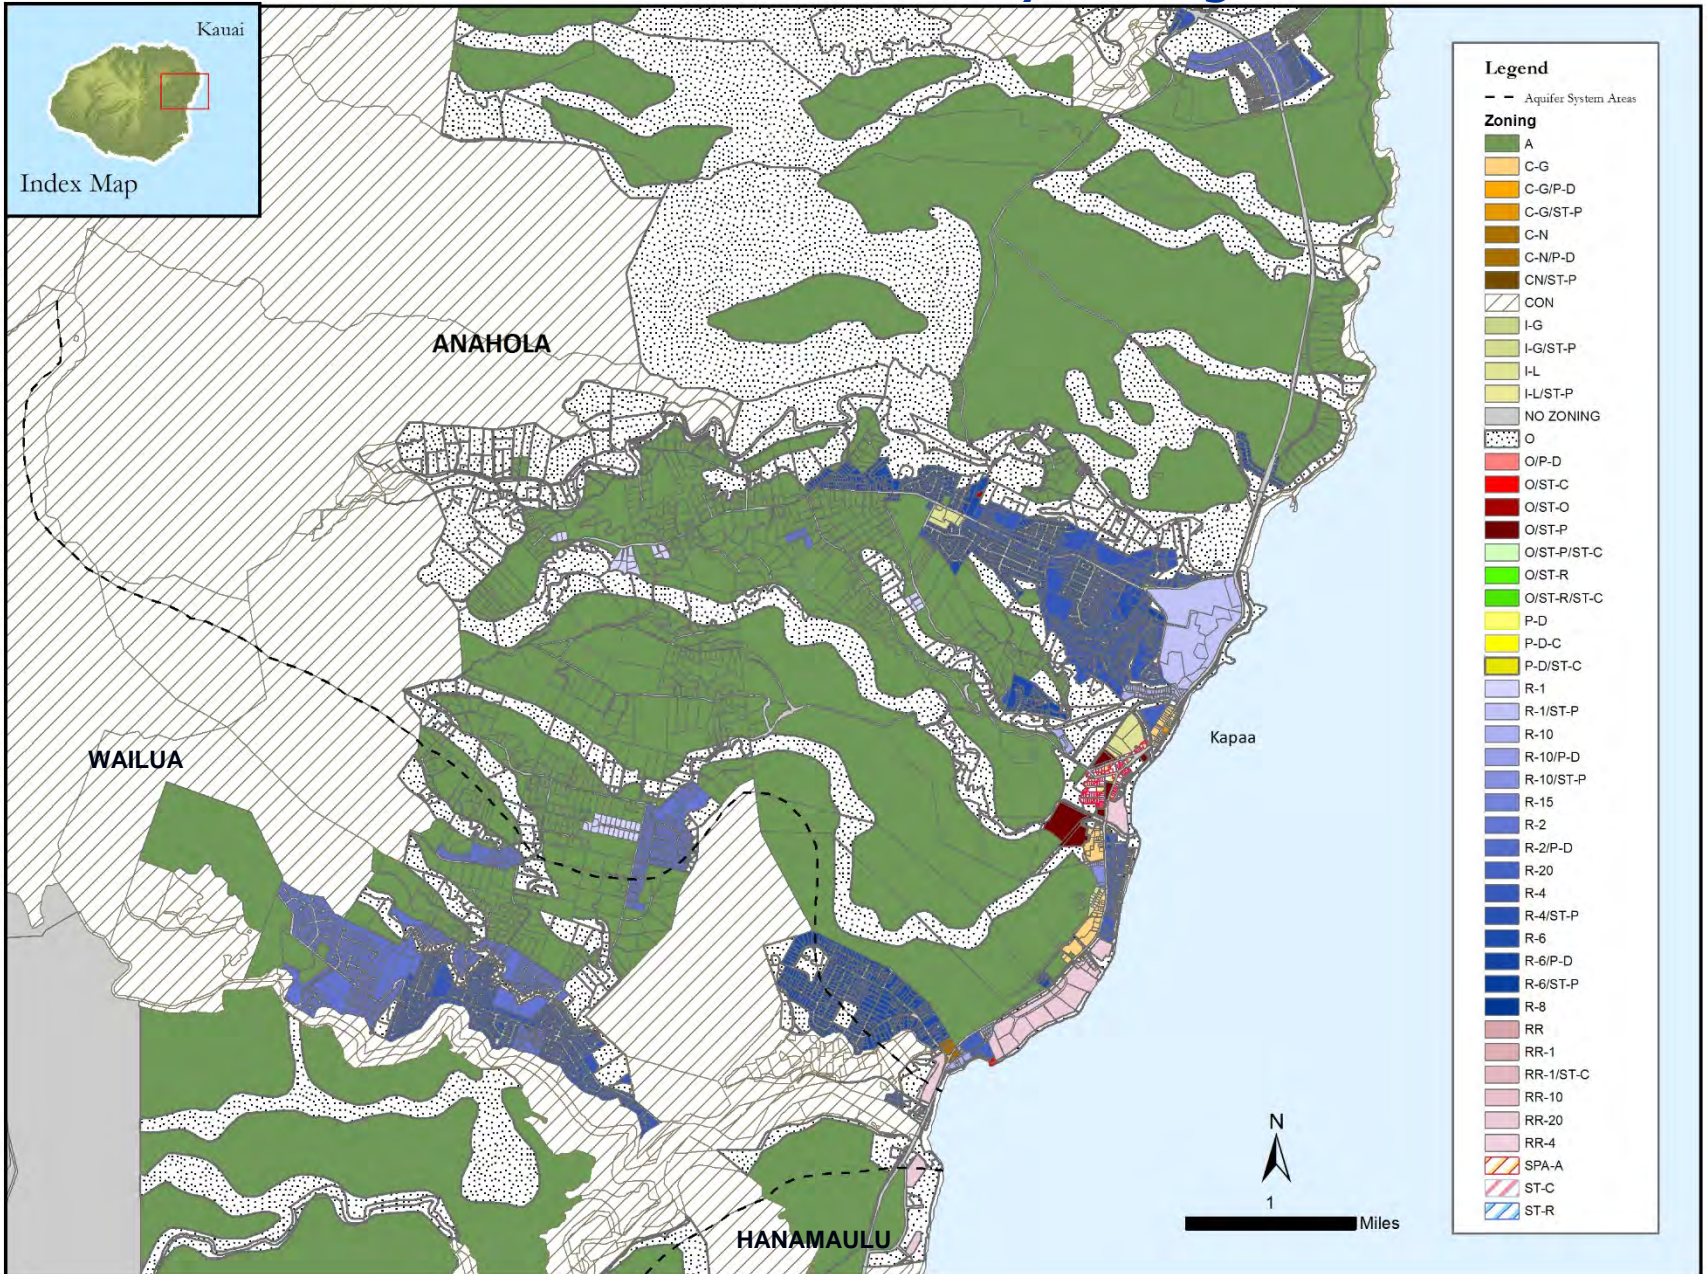 Kauai
Index Map
ANAHOLA
WAILUA
Kapaa
HANAMAULU
N
1
Miles
Legend
Aquifer System Areas
Zoning
A
C-G
C-G/P-D
C-G/ST-P
C-N
C-N/P-D
CN/ST-P
CON
I-G
I-G/ST-P
I-L
I-L/ST-P
NO ZONING
O
O/P-D
O/ST-C
O/ST-O
O/ST-P
O/ST-P/ST-C
O/ST-R
O/ST-R/ST-C
P-D
P-D-C
P-D/ST-C
R-1
R-1/ST-P
R-10
R-10/P-D
R-10/ST-P
R-15
R-2
R-2/P-D
R-20
R-4
R-4/ST-P
R-6
R-6/P-D
R-6/ST-P
R-8
RR
RR-1
RR-1/ST-C
RR-10
RR-20
RR-4
SPA-A
ST-C
ST-R